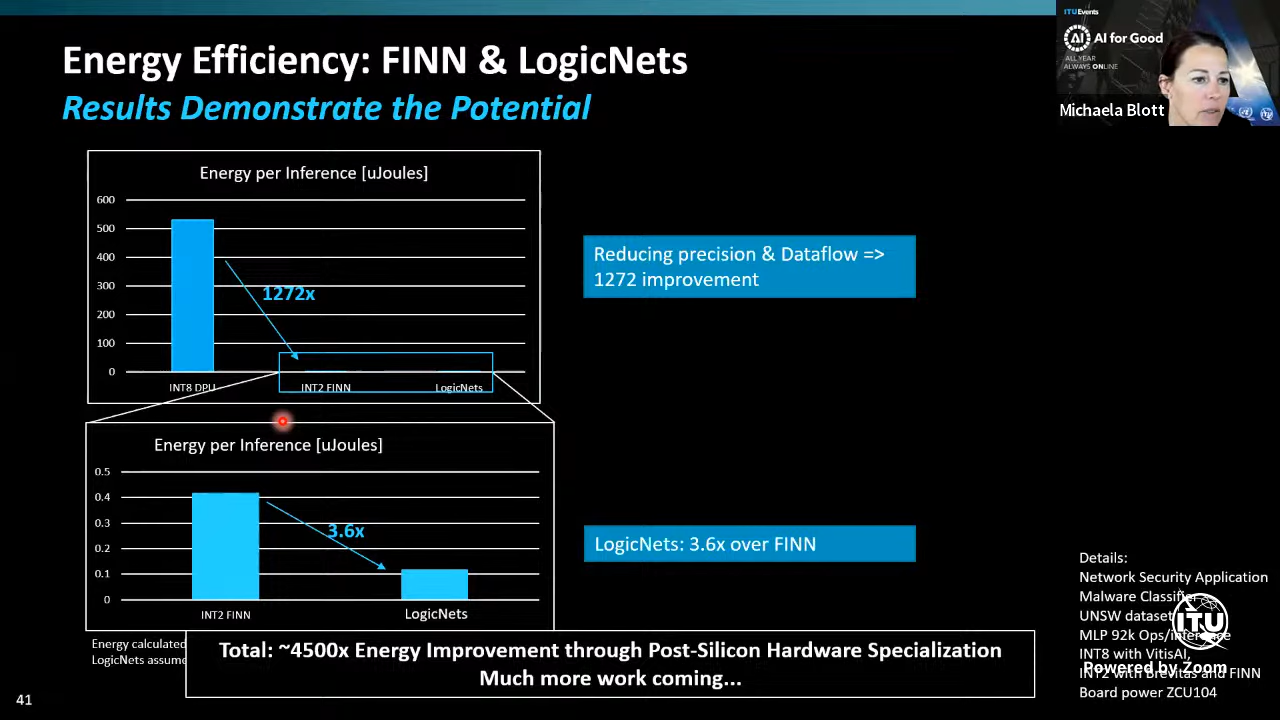 Energy Efficiency: FINN & LogicNets
Results Demonstrate the Potential
ITUEvents
AI
AI for Good
ALL YEAR
ALWAYS ONLINE
Michaela Blott
Energy per Inference [uJoules]
600
500
400
300
200
100
0
1272x
INT8 DPU
INT2 FINN
LogicNets
Reducing precision & Dataflow =>
1272 improvement
Energy per Inference [uJoules]
0.5
0.4
0.3
0.2
0.1
0
3.6x
INT2 FINN
LogicNets
LogicNets: 3.6x over FINN
Energy calculated
LogicNets assume
Total: ~4500x Energy Improvement through Post-Silicon Hardware Specialization
Much more work coming...
Details:
Network Security Application
Malware Classifier
UNSW dataset
MLP 92k Ops/inference
INT8 with VitisAI,
INT2 with Brevitas and FINN
Board power ZCU104
ITU
Powered by Zoom
41